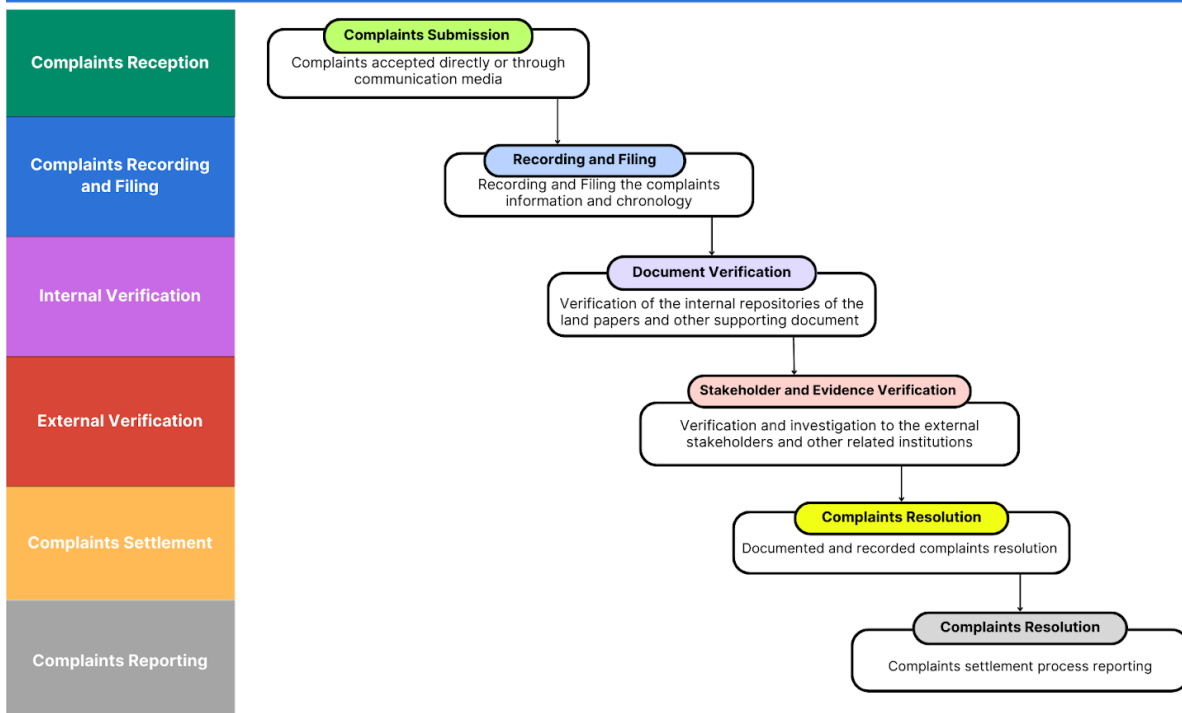 Complaints Reception
Complaints Submission
Complaints accepted directly or through
communication media
Complaints Recording
and Filing
Recording and Filing
Recording and Filing the complaints
information and chronology
Internal Verification
Document Verification
Verification of the internal repositories of the
land papers and other supporting document
External Verification
Stakeholder and Evidence Verification
Verification and investigation to the external
stakeholders and other related institutions
Complaints Settlement
Complaints Resolution
Documented and recorded complaints resolution
Complaints Reporting
Complaints Resolution
Complaints settlement process reporting